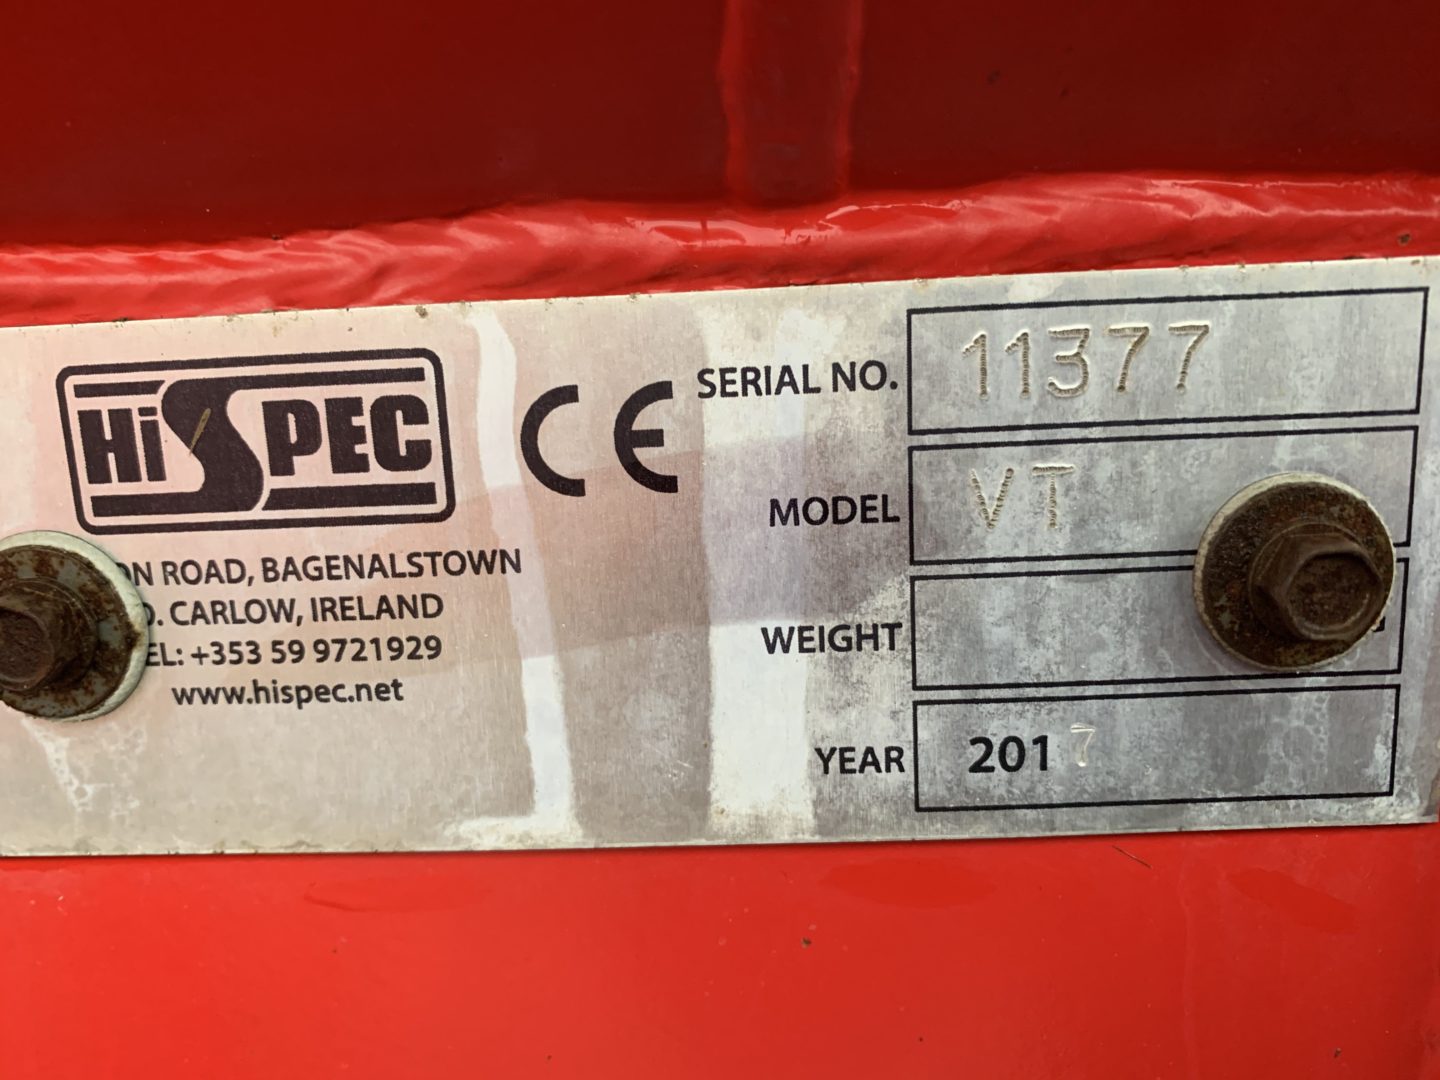 HiSPEC
CE
ON ROAD, BAGENALSTOWN
CARLOW, IRELAND
EL: +353 59 9721929
www.hispec.net
SERIAL NO. 11377
MODEL VT
WEIGHT
YEAR 2017